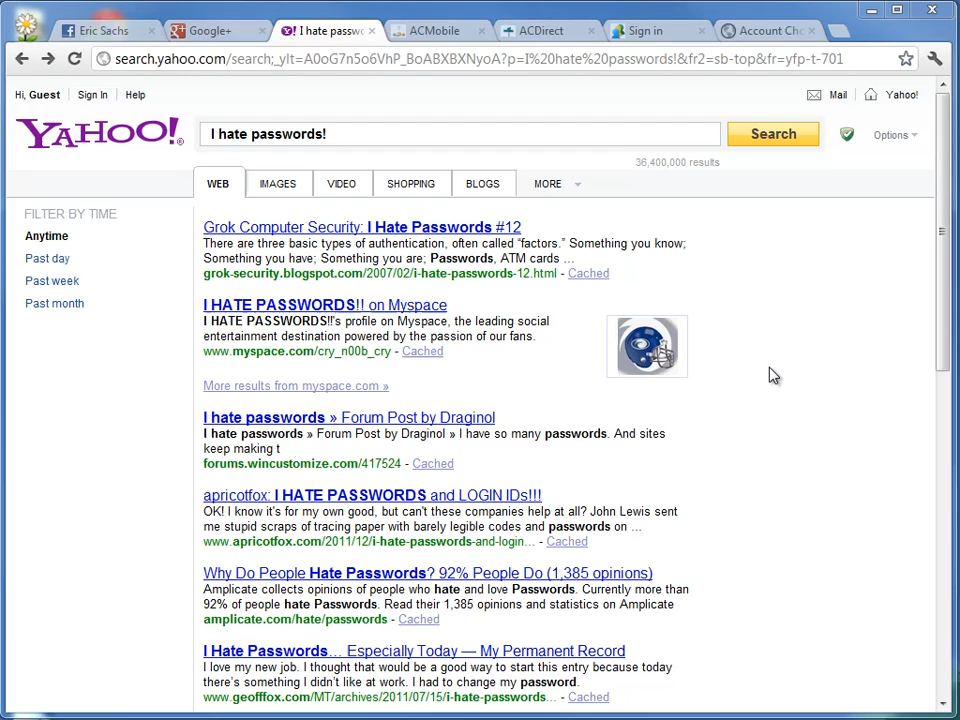 Eric Sachs
Google+
I hate passwo
ACMobile
ACDirect
Sign in
Account Cho
search.yahoo.com/search;_ylt=A0oG7n5o6VhP_BoABXBXNyoA?p=I%20hate%20passwords!&fr2=sb-top&fr=yfp-t-701
Hi, Guest Sign In Help Mail Yahoo!
YAHOO!® I hate passwords! Search Options
36,400,000 results
WEB IMAGES VIDEO SHOPPING BLOGS MORE
FILTER BY TIME
Anytime
Past day
Past week
Past month
Grok Computer Security: I Hate Passwords #12
There are three basic types of authentication, often called “factors.” Something you know;
Something you have; Something you are; Passwords, ATM cards ...
grok-security.blogspot.com/2007/02/i-hate-passwords-12.html - Cached
I HATE PASSWORDS!! on Myspace
I HATE PASSWORDS!!'s profile on Myspace, the leading social
entertainment destination powered by the passion of our fans.
www.myspace.com/cry_n00b_cry - Cached
More results from myspace.com »
I hate passwords » Forum Post by Draginol
I hate passwords » Forum Post by Draginol » I have so many passwords. And sites
keep making t
forums.wincustomize.com/417524 - Cached
apricotfox: I HATE PASSWORDS and LOGIN IDs!!!
OK! I know it's for my own good, but can't these companies help at all? John Lewis sent
me stupid scraps of tracing paper with barely legible codes and passwords on ...
www.apricotfox.com/2011/12/i-hate-passwords-and-login... - Cached
Why Do People Hate Passwords? 92% People Do (1,385 opinions)
Amplicate collects opinions of people who hate and love Passwords. Currently more than
92% of people hate Passwords. Read their 1,385 opinions and statistics on Amplicate
amplicate.com/hate/passwords - Cached
I Hate Passwords... Especially Today — My Permanent Record
I love my new job. I thought that would be a good way to start this entry because today
there's something I didn't like at work. I had to change my password.
www.geofffox.com/MT/archives/2011/07/15/i-hate-passwords... - Cached